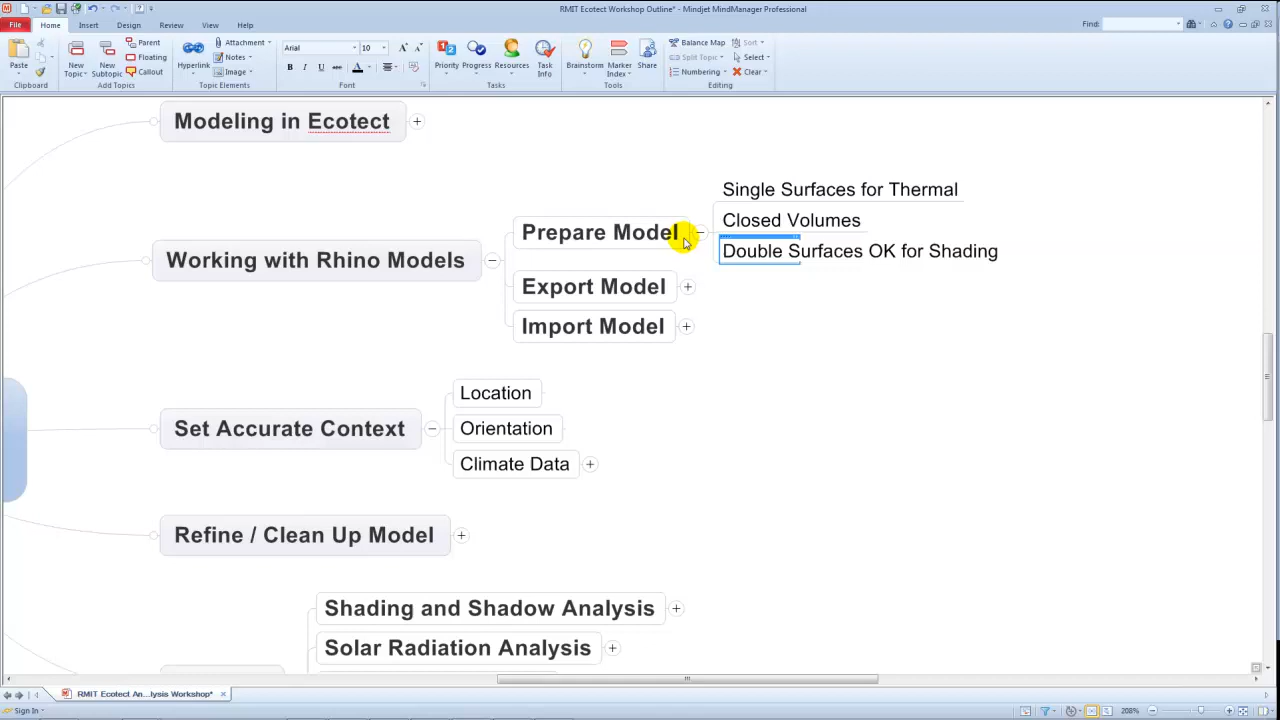 RMIT Ecotect Workshop Outline* - Mindjet MindManager Professional
File Home Insert Design Review View Help Find:
Paste
Clipboard
New Topic
New Subtopic
Parent
Floating
Callout
Add Topics
Hyperlink
Attachment
Notes
Image
Topic Elements
Arial 10
B I U abc A
Font
Priority Progress Resources Task Info
Tasks
Brainstorm Marker Index Share
Tools
Balance Map Sort
Split Topic Select
Numbering Clear
Editing
Modeling in Ecotect
Working with Rhino Models
Prepare Model
Single Surfaces for Thermal
Closed Volumes
Double Surfaces OK for Shading
Export Model
Import Model
Set Accurate Context
Location
Orientation
Climate Data
Refine / Clean Up Model
Shading and Shadow Analysis
Solar Radiation Analysis
RMIT Ecotect An...lysis Workshop*
Sign In 208%